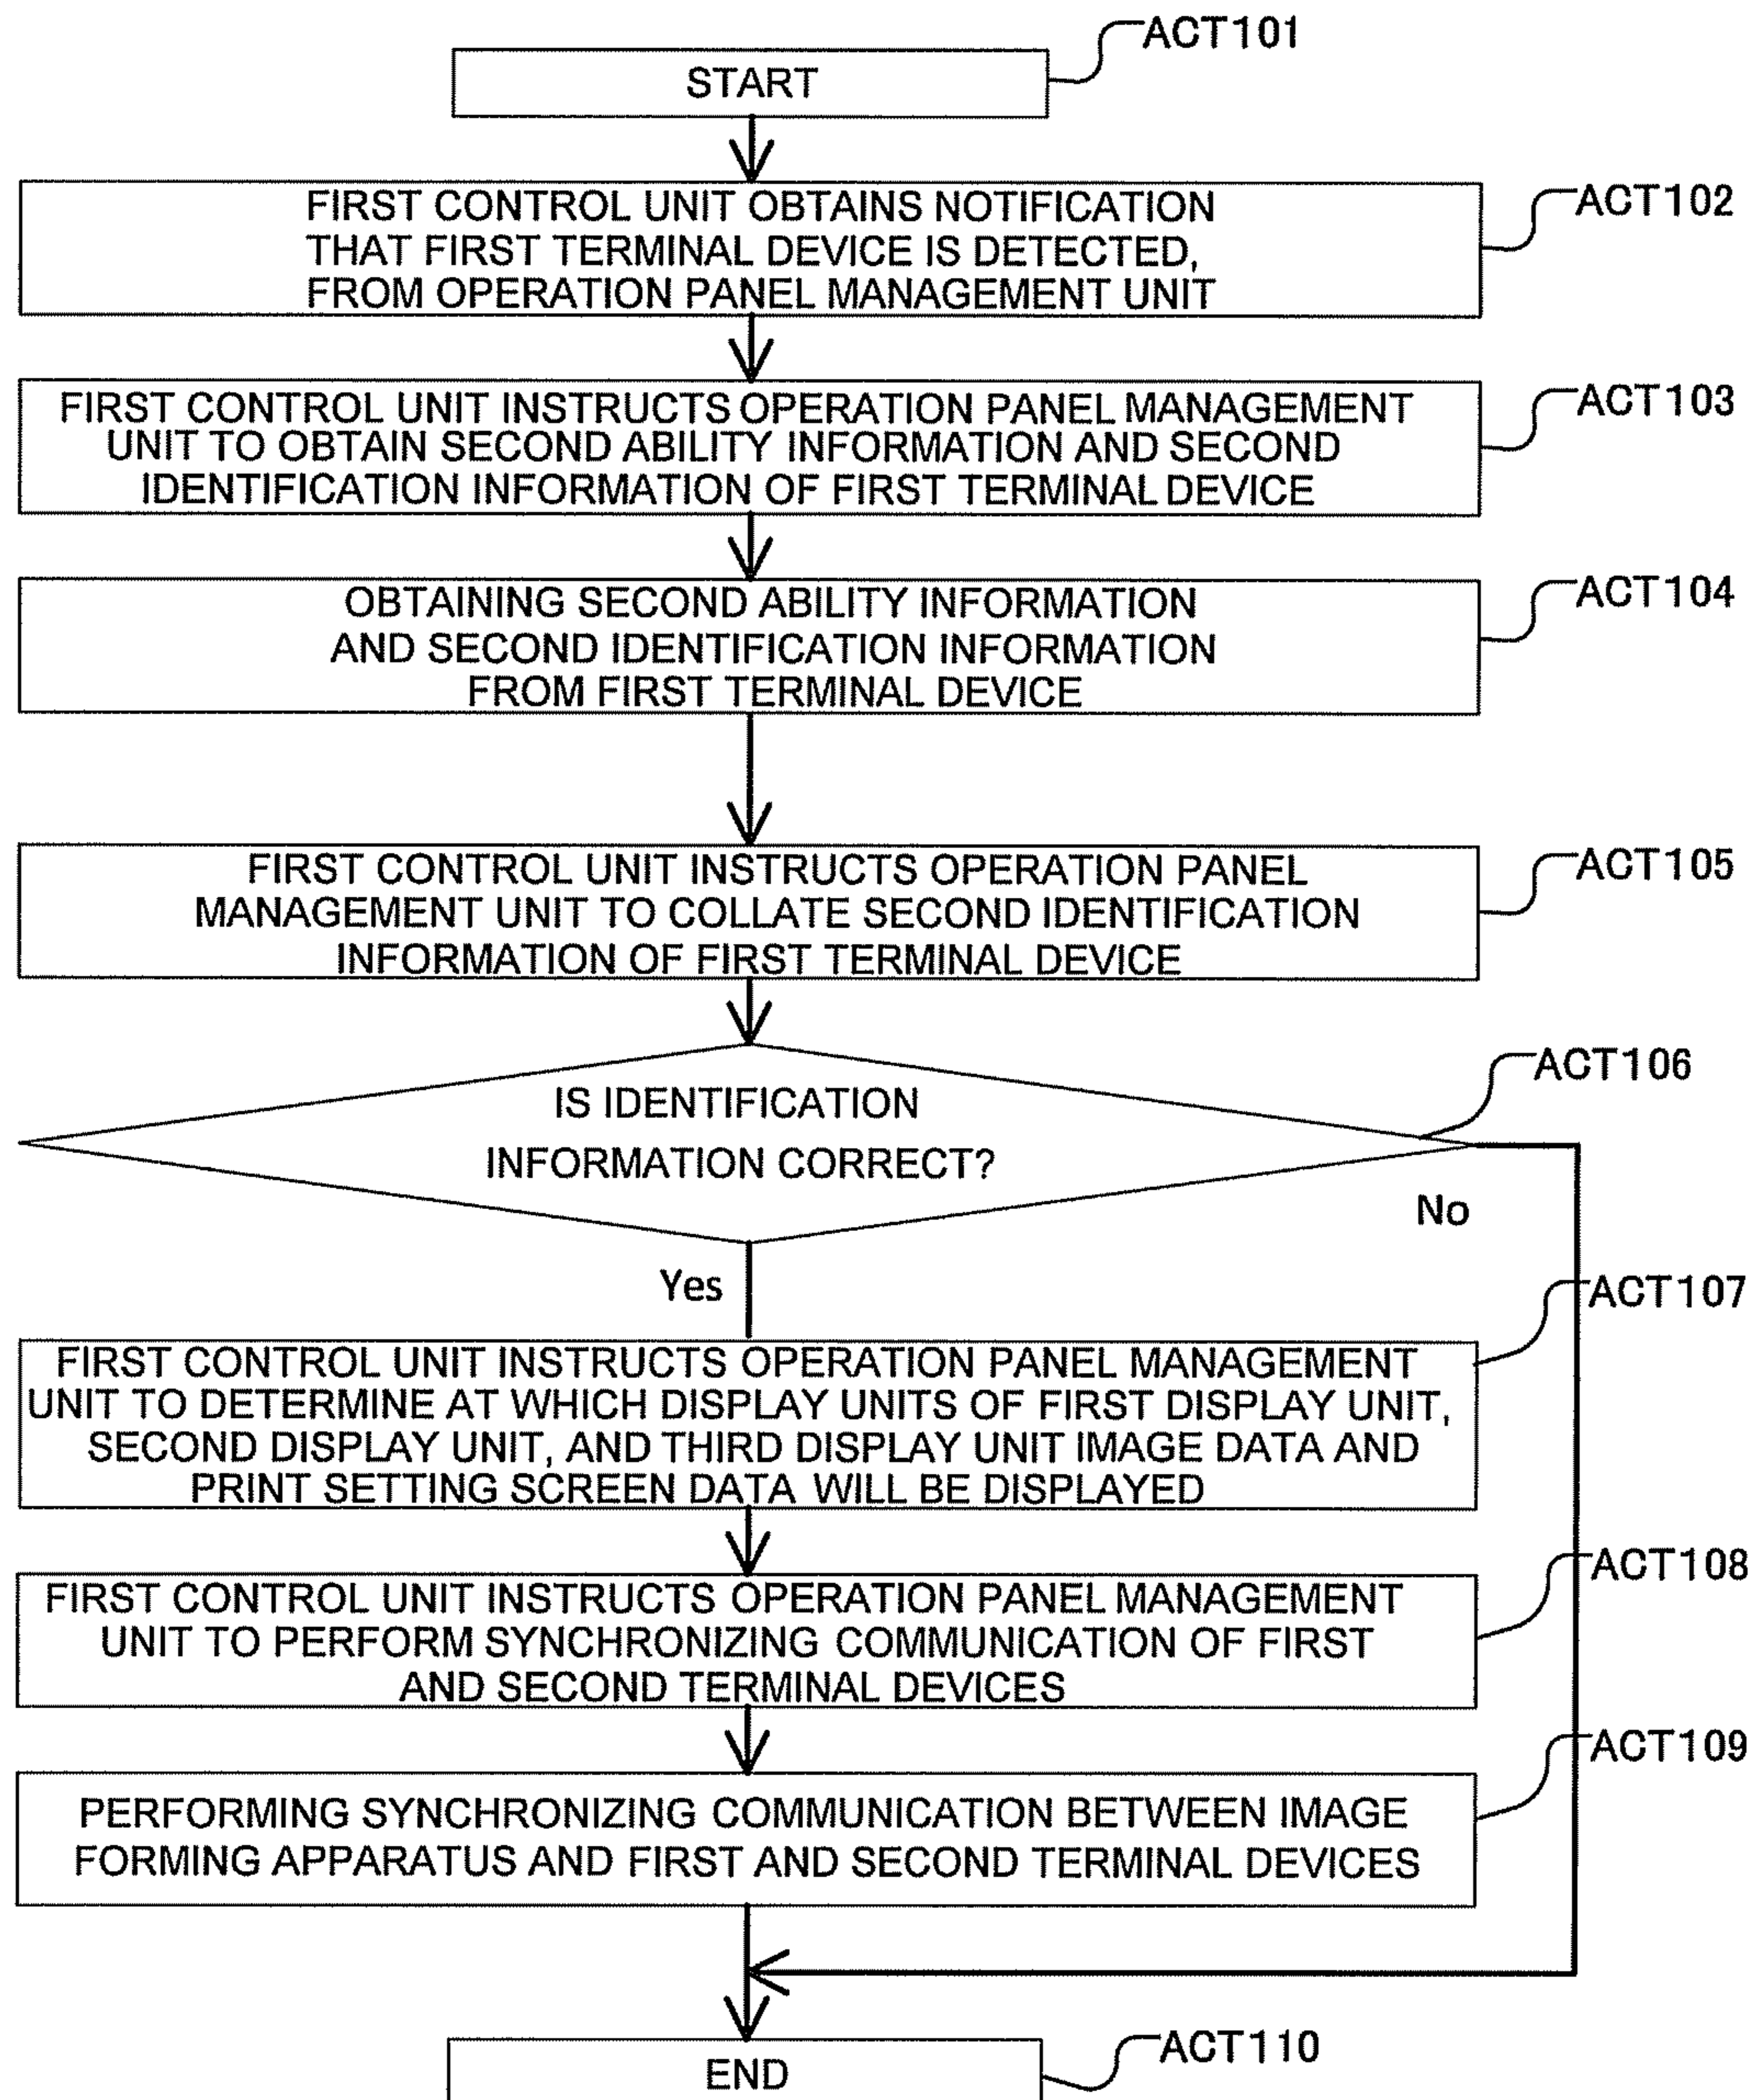 ACT101
START
ACT102
FIRST CONTROL UNIT OBTAINS NOTIFICATION
THAT FIRST TERMINAL DEVICE IS DETECTED,
FROM OPERATION PANEL MANAGEMENT UNIT
ACT103
FIRST CONTROL UNIT INSTRUCTS OPERATION PANEL MANAGEMENT
UNIT TO OBTAIN SECOND ABILITY INFORMATION AND SECOND
IDENTIFICATION INFORMATION OF FIRST TERMINAL DEVICE
ACT104
OBTAINING SECOND ABILITY INFORMATION
AND SECOND IDENTIFICATION INFORMATION
FROM FIRST TERMINAL DEVICE
ACT105
FIRST CONTROL UNIT INSTRUCTS OPERATION PANEL
MANAGEMENT UNIT TO COLLATE SECOND IDENTIFICATION
INFORMATION OF FIRST TERMINAL DEVICE
ACT106
IS IDENTIFICATION
INFORMATION CORRECT?
No
Yes
ACT107
FIRST CONTROL UNIT INSTRUCTS OPERATION PANEL MANAGEMENT
UNIT TO DETERMINE AT WHICH DISPLAY UNITS OF FIRST DISPLAY UNIT,
SECOND DISPLAY UNIT, AND THIRD DISPLAY UNIT IMAGE DATA AND
PRINT SETTING SCREEN DATA WILL BE DISPLAYED
ACT108
FIRST CONTROL UNIT INSTRUCTS OPERATION PANEL MANAGEMENT
UNIT TO PERFORM SYNCHRONIZING COMMUNICATION OF FIRST
AND SECOND TERMINAL DEVICES
ACT109
PERFORMING SYNCHRONIZING COMMUNICATION BETWEEN IMAGE
FORMING APPARATUS AND FIRST AND SECOND TERMINAL DEVICES
ACT110
END